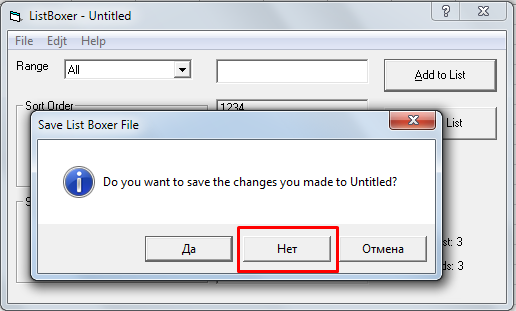 ListBoxer - Untitled
File Edjt Help
Range All Add to List
Sort Order 1234 List
Save List Boxer File
Do you want to save the changes you made to Untitled?
Да Нет Отмена
st: 3
ds: 3